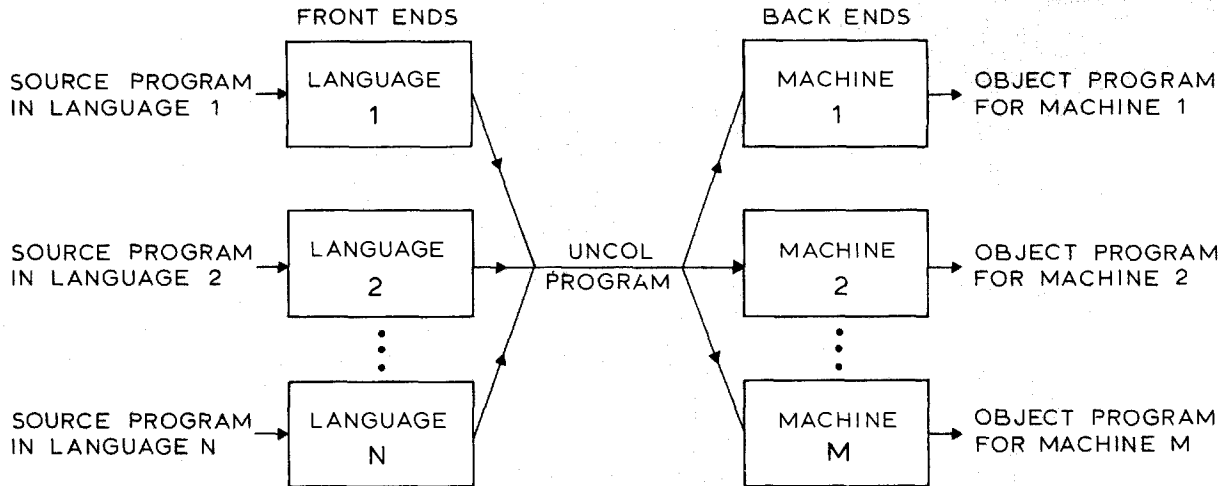 FRONT ENDS
BACK ENDS
SOURCE PROGRAM
IN LANGUAGE 1
LANGUAGE
1
MACHINE
1
OBJECT PROGRAM
FOR MACHINE 1
SOURCE PROGRAM
IN LANGUAGE 2
LANGUAGE
2
UNCOL
PROGRAM
MACHINE
2
OBJECT PROGRAM
FOR MACHINE 2
SOURCE PROGRAM
IN LANGUAGE N
LANGUAGE
N
MACHINE
M
OBJECT PROGRAM
FOR MACHINE M